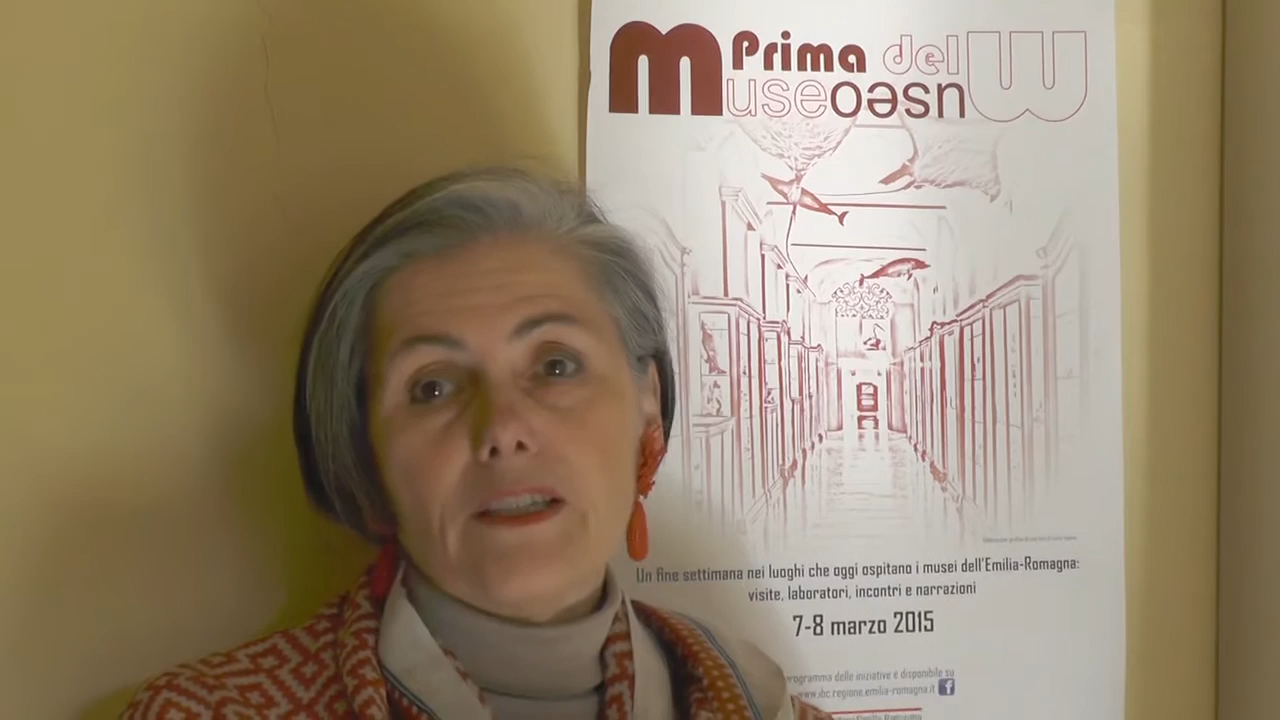 Prima del
Museo oəsuM
Un fine settimana nei luoghi che oggi ospitano i musei dell'Emilia-Romagna:
visite, laboratori, incontri e narrazioni
7-8 marzo 2015
programma delle iniziative è disponibile su
www.ibc.regione.emilia-romagna.it f